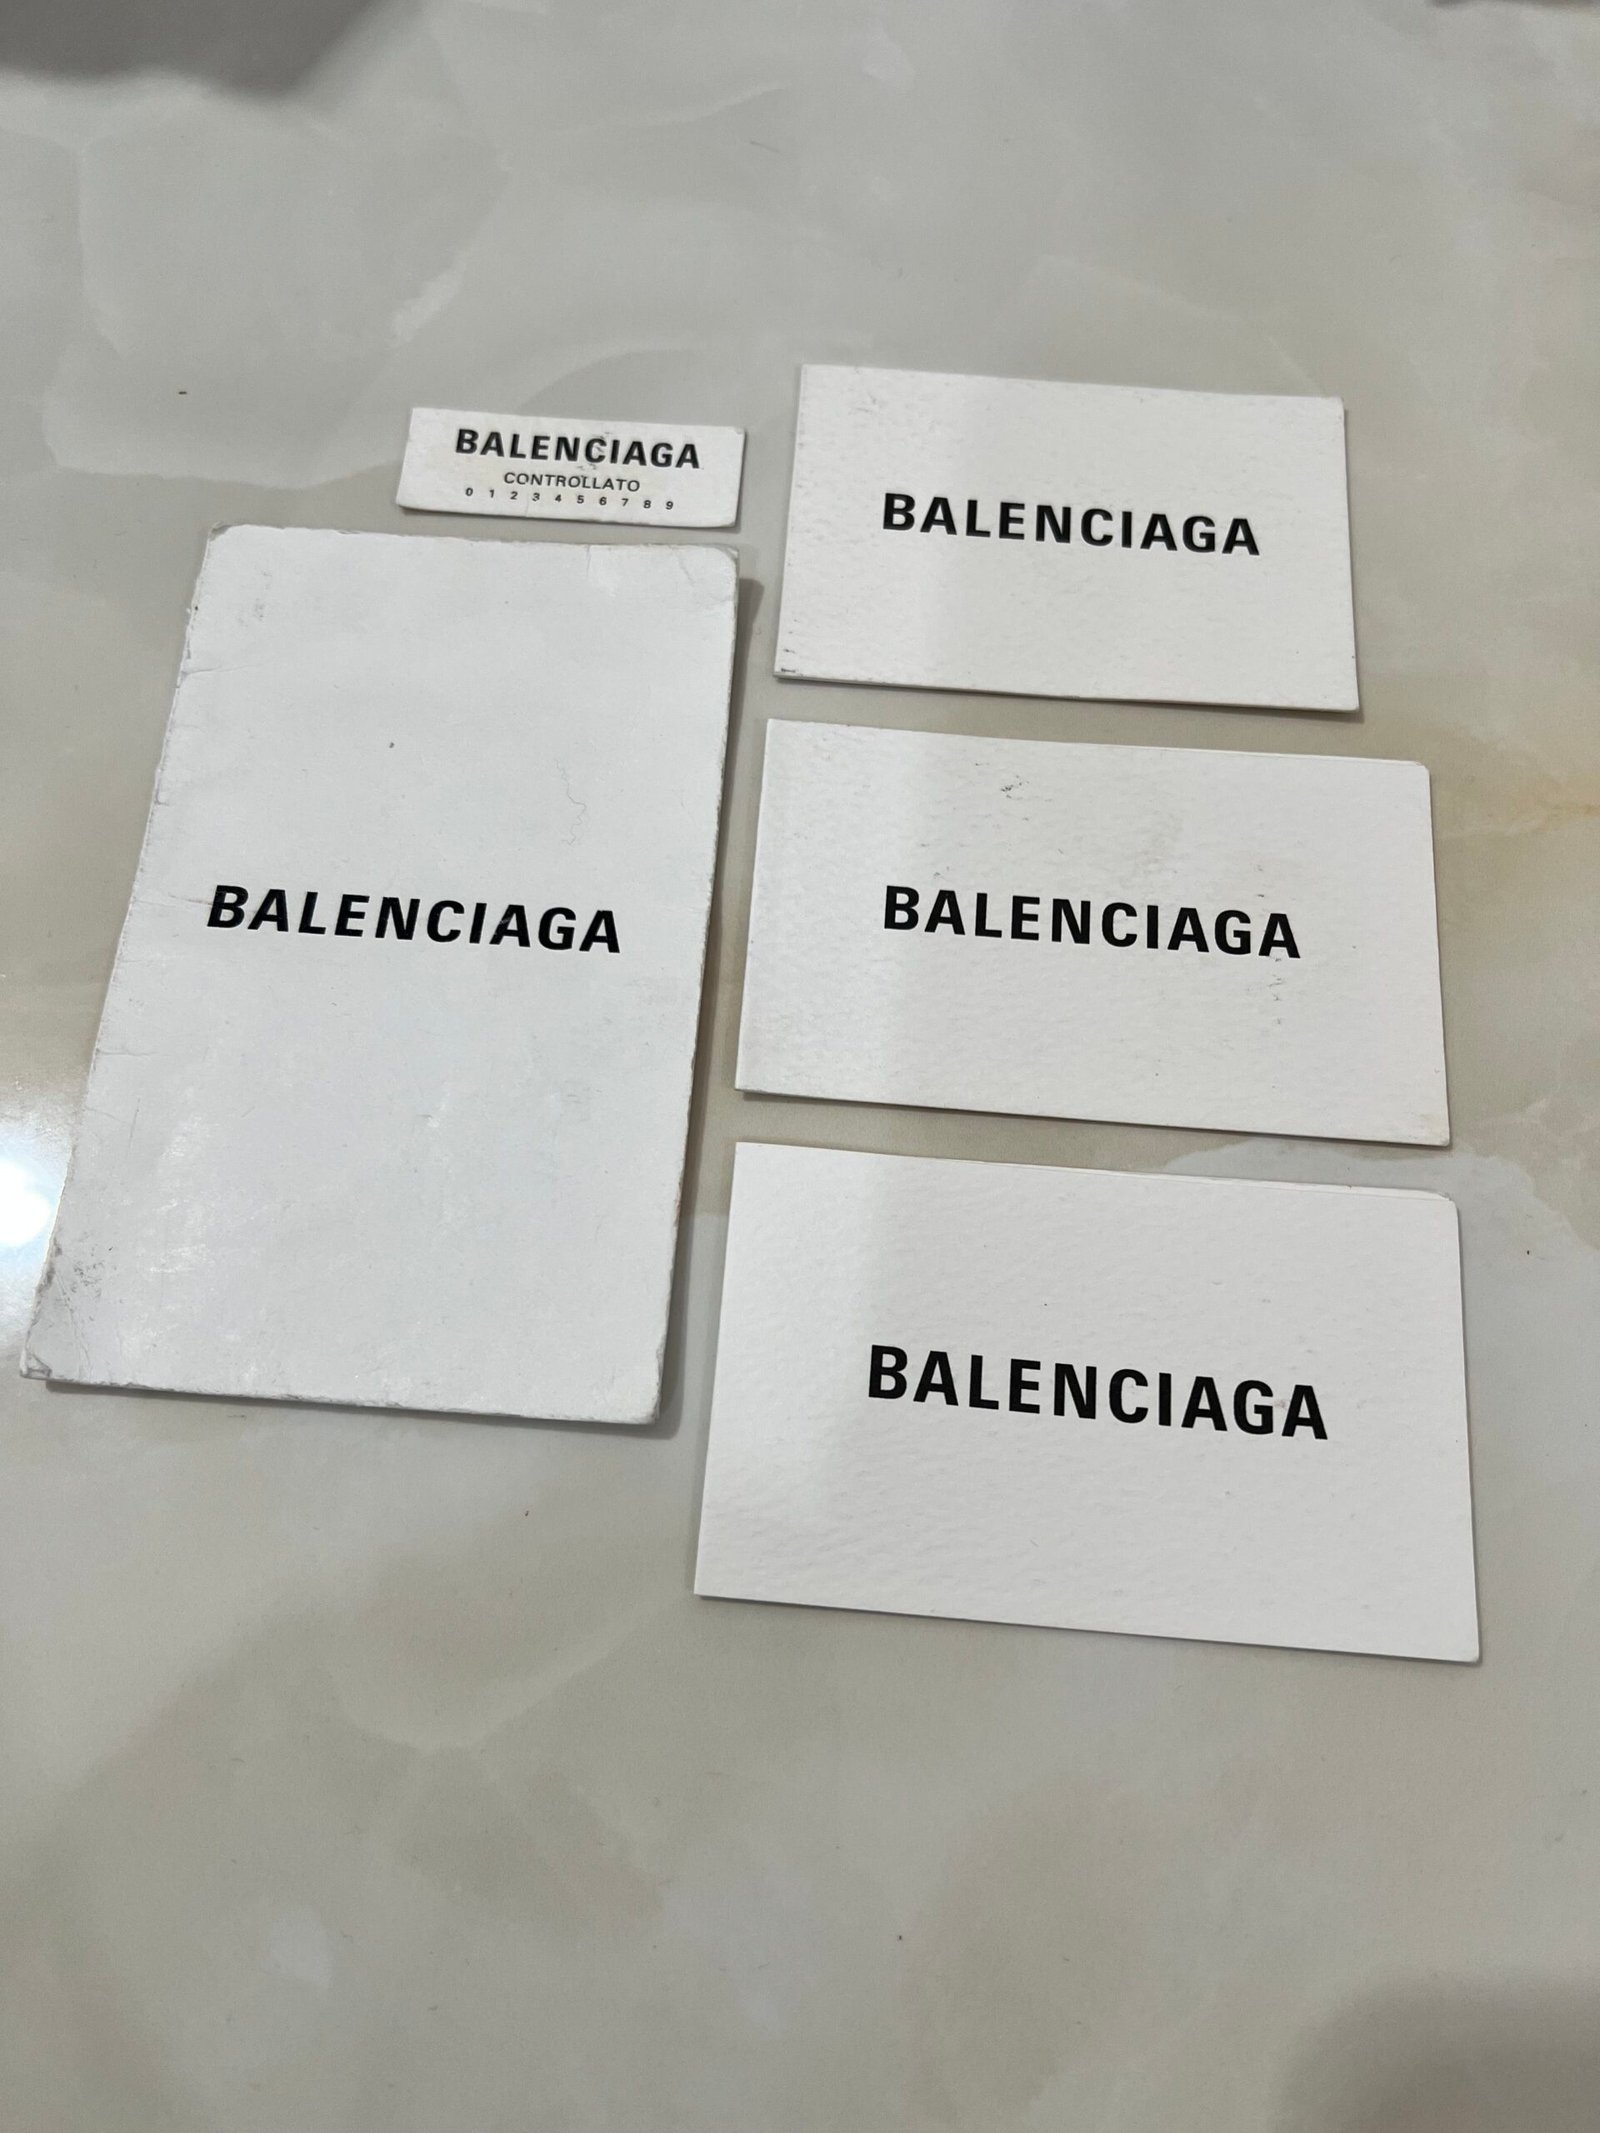 BALENCIAGA
CONTROLLATO
0 1 2 3 4 5 6 7 8 9
BALENCIAGA
BALENCIAGA
BALENCIAGA
BALENCIAGA